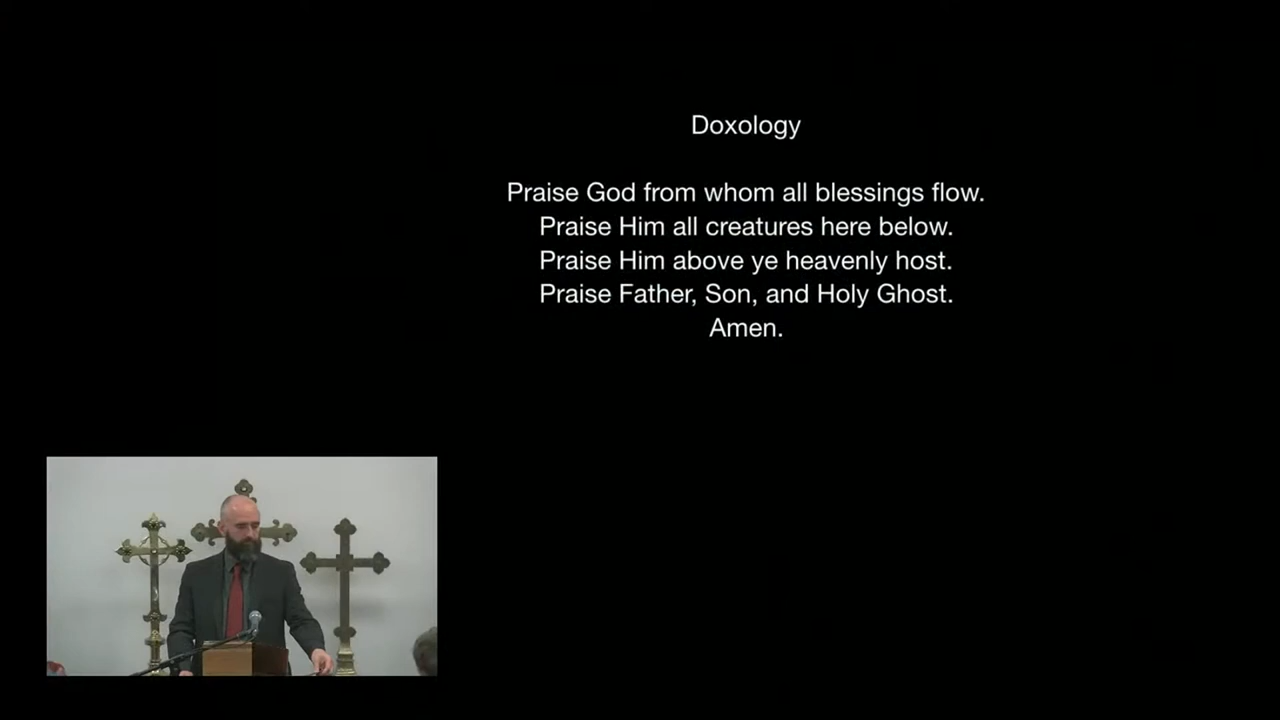 Doxology
Praise God from whom all blessings flow.
Praise Him all creatures here below.
Praise Him above ye heavenly host.
Praise Father, Son, and Holy Ghost.
Amen.